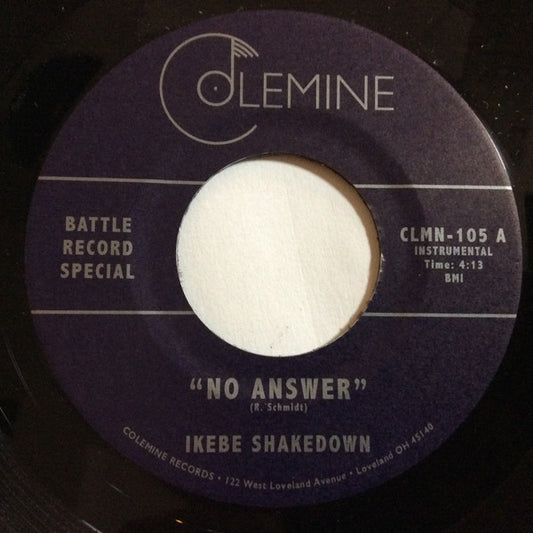 COLEMINE
BATTLE
RECORD
SPECIAL
CLMN-105 A
INSTRUMENTAL
Time: 4:13
BMI
"NO ANSWER"
(R. Schmidt)
IKEBE SHAKEDOWN
COLEMINE RECORDS • 122 West Loveland Avenue • Loveland OH 45140